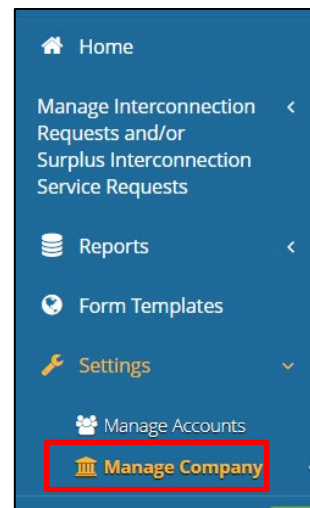 Home
Manage Interconnection
Requests and/or
Surplus Interconnection
Service Requests
Reports
Form Templates
Settings
Manage Accounts
Manage Company